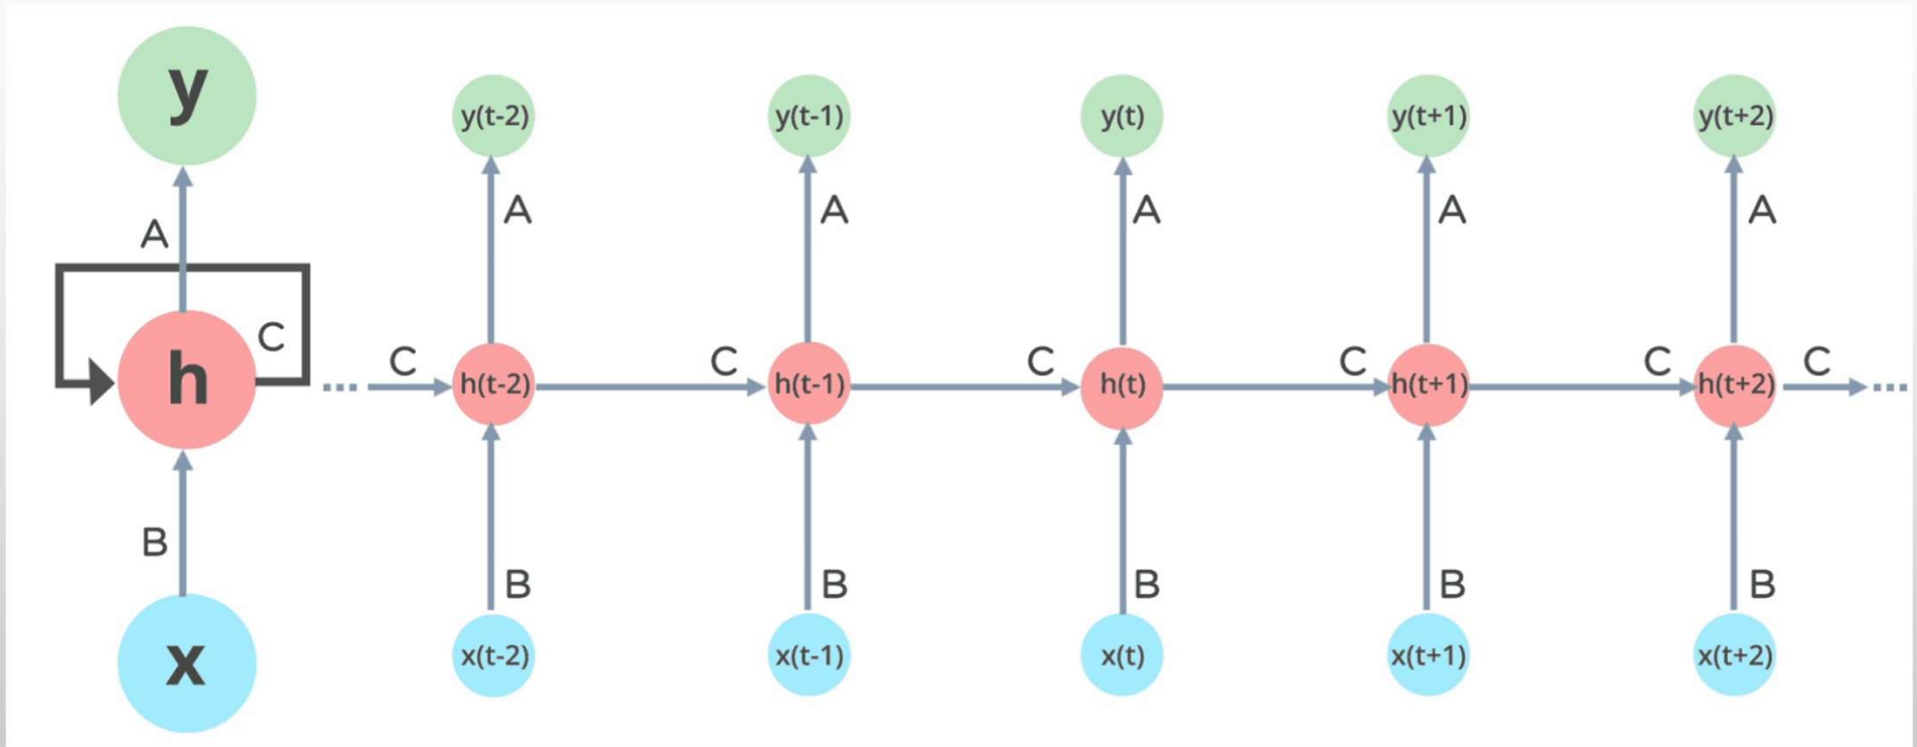 y
A
C
h
B
x
y(t-2)
y(t-1)
y(t)
y(t+1)
y(t+2)
A
A
A
A
A
C
C
C
C
C
C
h(t-2)
h(t-1)
h(t)
h(t+1)
h(t+2)
B
B
B
B
B
x(t-2)
x(t-1)
x(t)
x(t+1)
x(t+2)